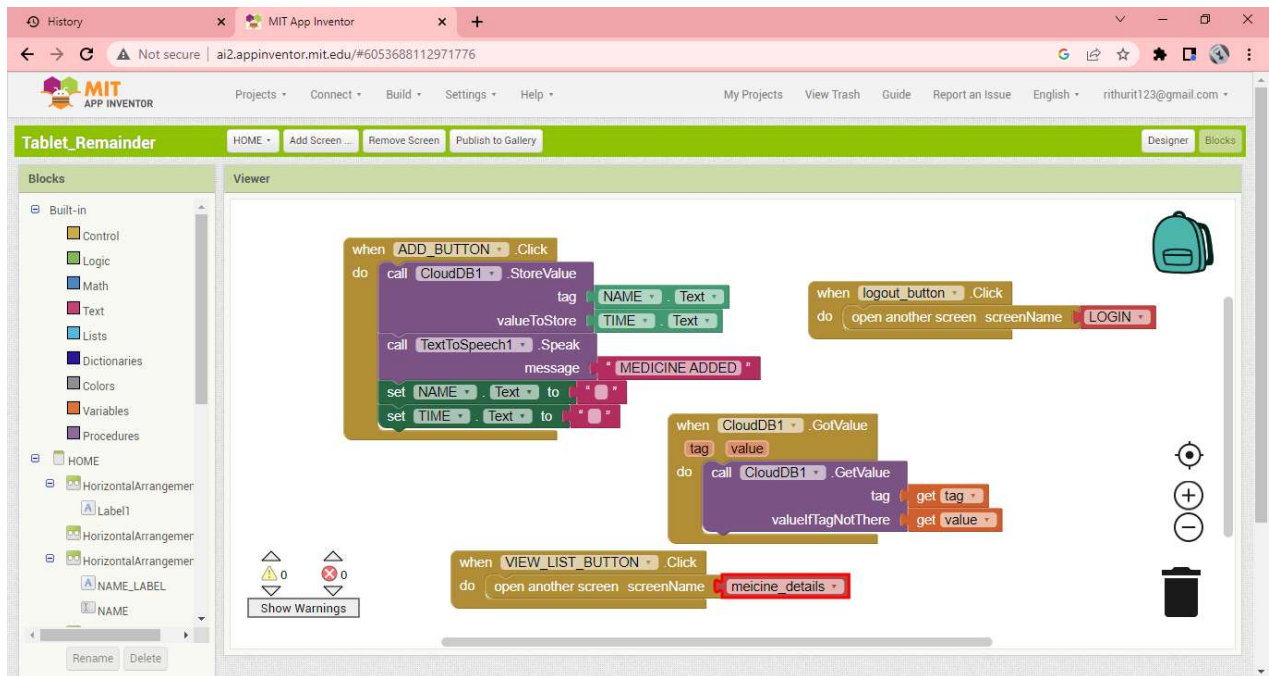 History
MIT App Inventor
Not secure | ai2.appinventor.mit.edu/#6053688112971776
MIT
APP INVENTOR
Projects
Connect
Build
Settings
Help
My Projects
View Trash
Guide
Report an Issue
English
rithurit123@gmail.com
Tablet_Remainder
HOME
Add Screen ...
Remove Screen
Publish to Gallery
Designer
Blocks
Blocks
Viewer
Built-in
Control
Logic
Math
Text
Lists
Dictionaries
Colors
Variables
Procedures
HOME
HorizontalArrangemer
Label1
HorizontalArrangemer
HorizontalArrangemer
NAME_LABEL
NAME
Rename
Delete
when ADD_BUTTON .Click
do call CloudDB1 .StoreValue
tag NAME . Text
valueToStore TIME . Text
call TextToSpeech1 .Speak
message " MEDICINE ADDED "
set NAME . Text to " "
set TIME . Text to " "
when logout_button .Click
do open another screen screenName LOGIN
when CloudDB1 .GotValue
tag value
do call CloudDB1 .GetValue
tag get tag
valueIfTagNotThere get value
when VIEW_LIST_BUTTON .Click
do open another screen screenName meicine_details
0 0
Show Warnings